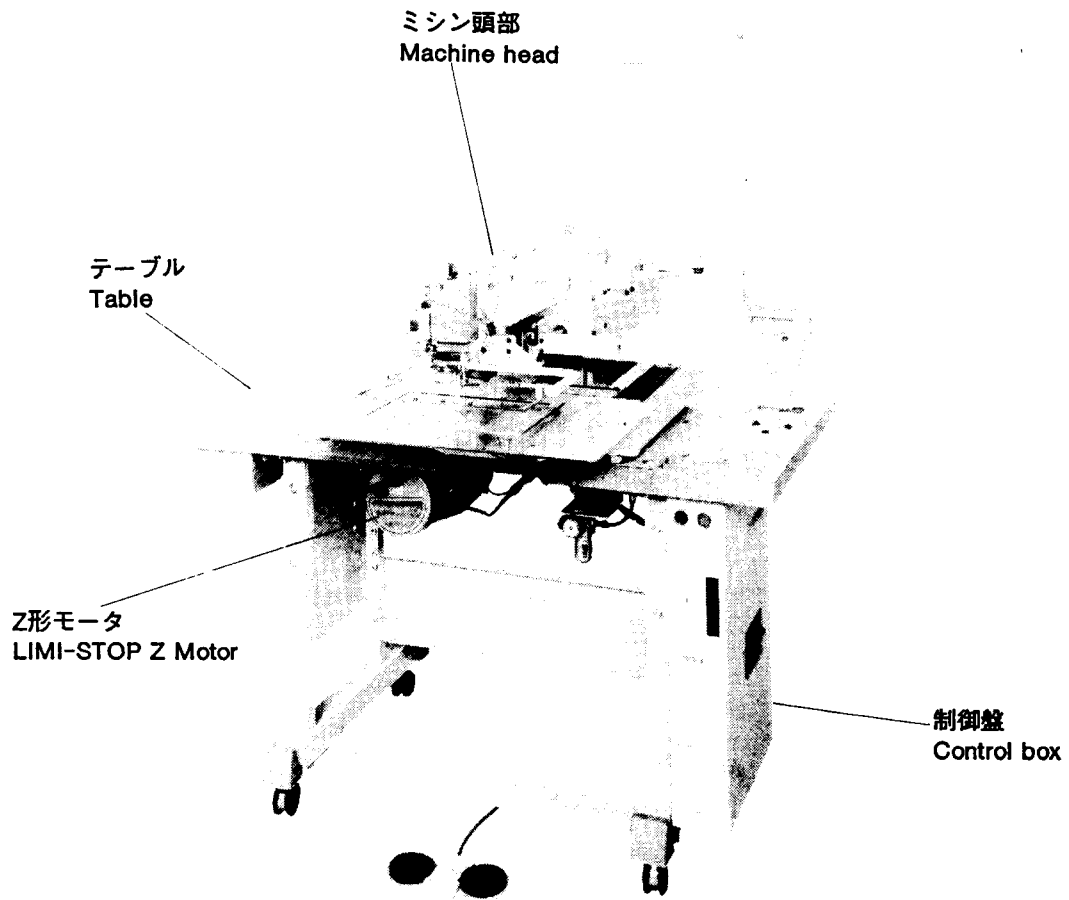 ミシン頭部
Machine head
テーブル
Table
Z形モータ
LIMI-STOP Z Motor
制御盤
Control box